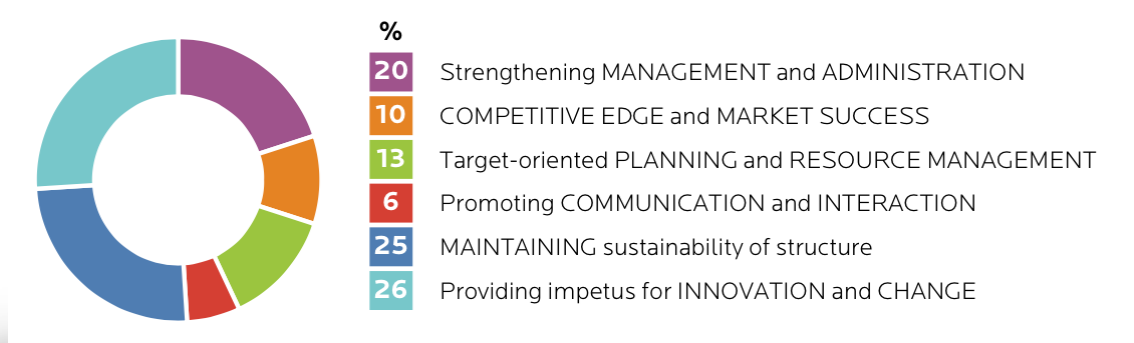 %
20 Strengthening MANAGEMENT and ADMINISTRATION
10 COMPETITIVE EDGE and MARKET SUCCESS
13 Target-oriented PLANNING and RESOURCE MANAGEMENT
6 Promoting COMMUNICATION and INTERACTION
25 MAINTAINING sustainability of structure
26 Providing impetus for INNOVATION and CHANGE